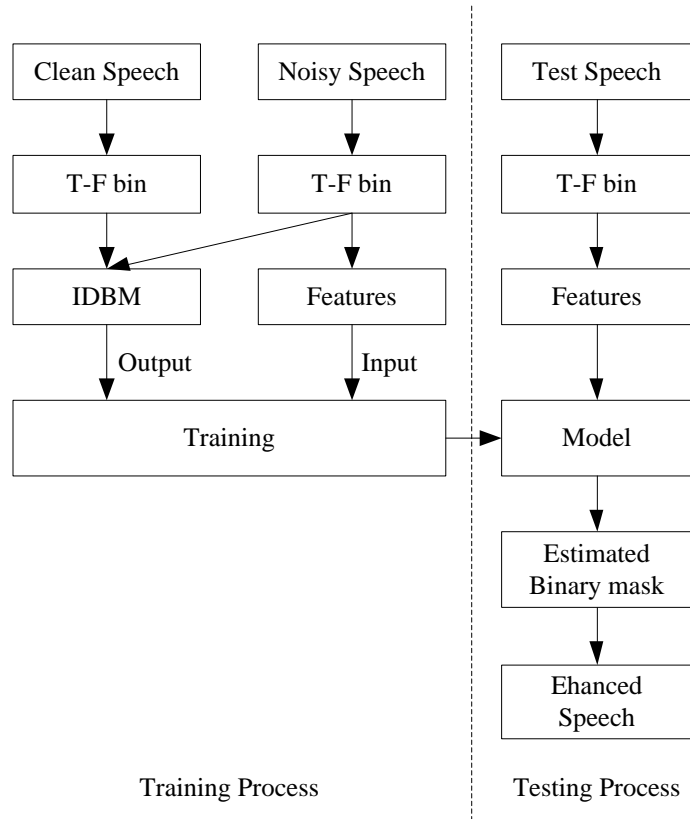 Clean Speech
Noisy Speech
Test Speech
T-F bin
T-F bin
T-F bin
IDBM
Features
Features
Output
Input
Training
Model
Estimated
Binary mask
Ehanced
Speech
Training Process
Testing Process